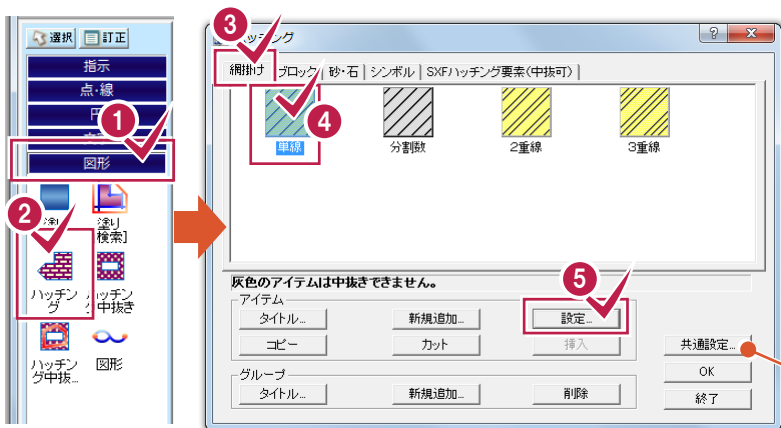 選択 訂正
指示
点・線
円
図形
1
2
塗り
塗り
検索]
ハッチン
グ
ハッチン
グ中抜き
ハッチン
グ中抜...
図形
3
ハッチング
網掛け ブロック 砂・石 シンボル SXFハッチング要素(中抜可)
4
単線 分割数 2重線 3重線
灰色のアイテムは中抜きできません。
5
アイテム
タイトル... 新規追加... 設定...
コピー カット 挿入
共通設定...
グループ
タイトル... 新規追加... 削除
OK
終了